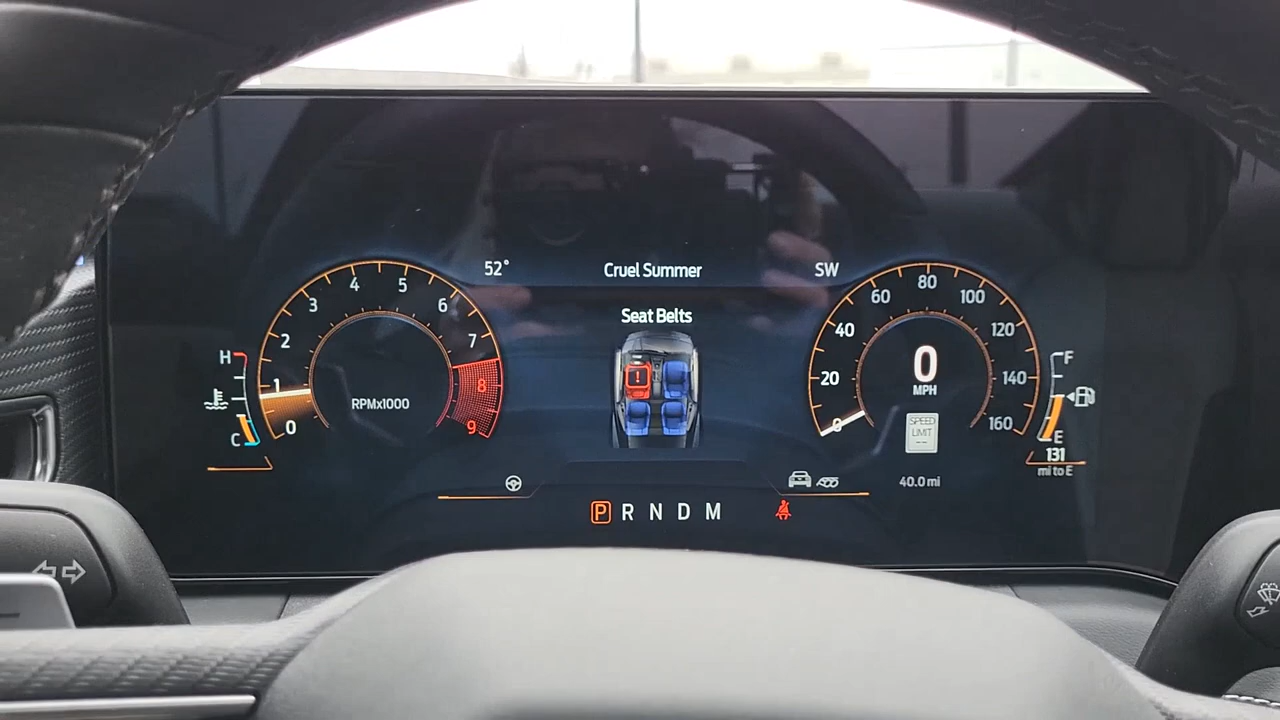 52° Cruel Summer SW
Seat Belts
0 1 2 3 4 5 6 7 8 9
RPMx1000
H
C
0 20 40 60 80 100 120 140 160
0
MPH
SPEED
LIMIT
--
F
E
131
mi to E
40.0 mi
P R N D M